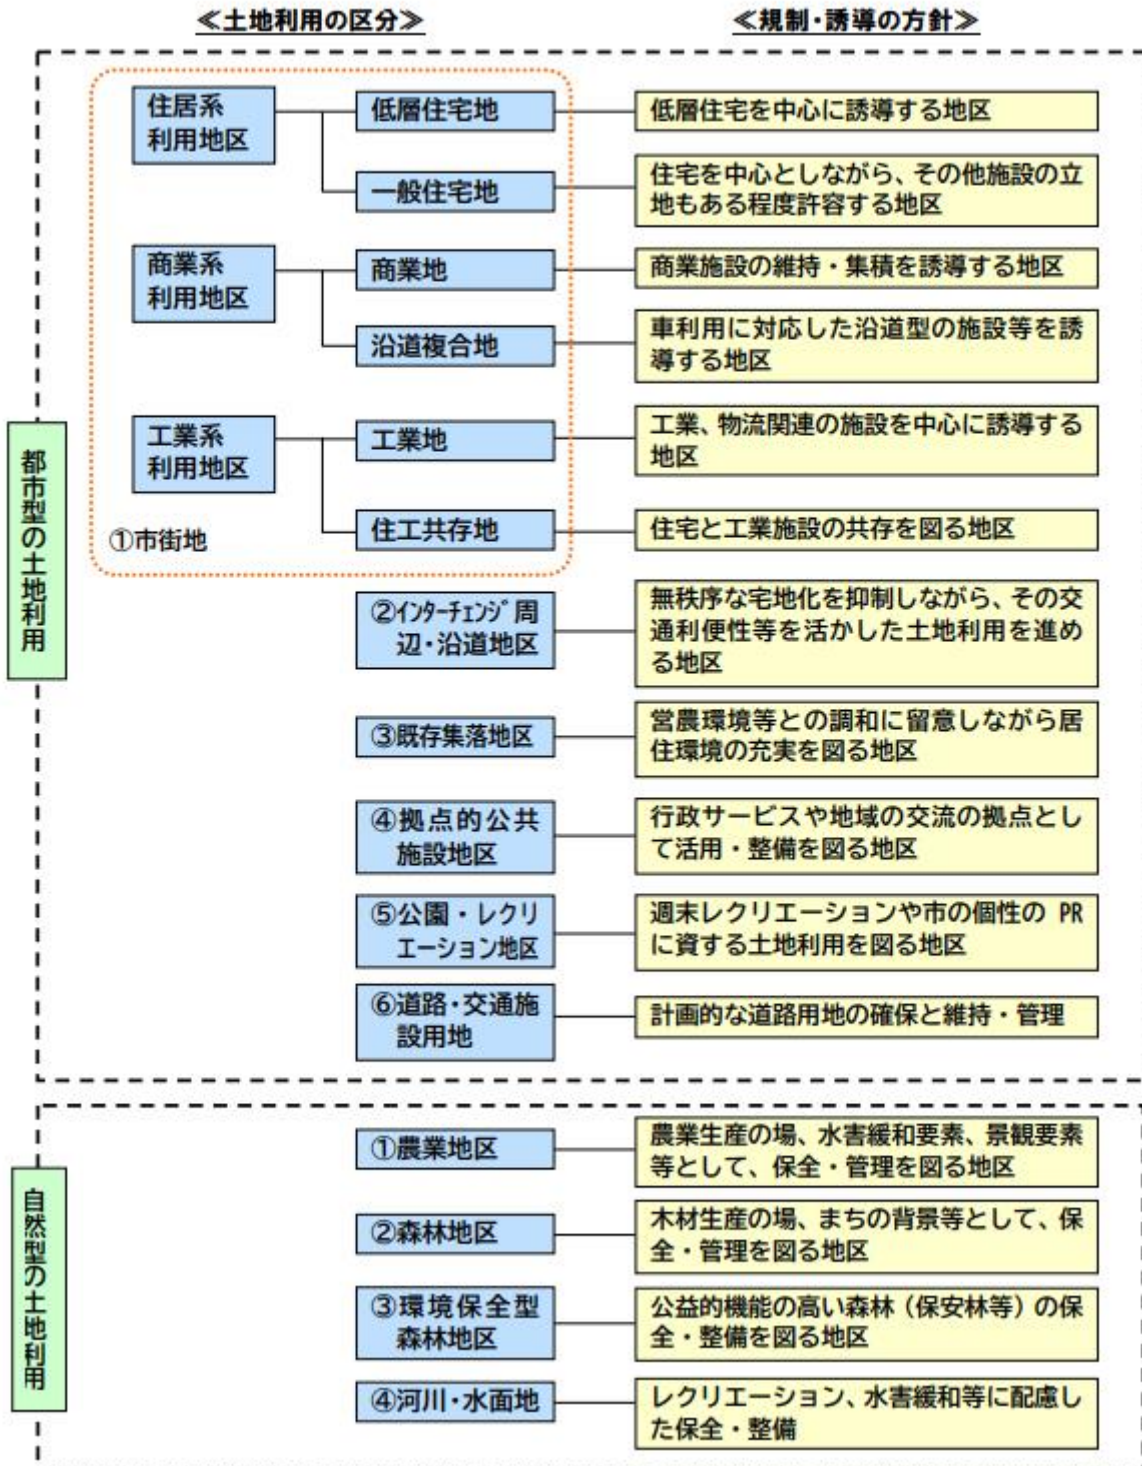 ≪土地利用の区分≫
≪規制・誘導の方針≫
都市型の土地利用
住居系
利用地区
低層住宅地
低層住宅を中心に誘導する地区
一般住宅地
住宅を中心としながら、その他施設の立
地もある程度許容する地区
商業系
利用地区
商業地
商業施設の維持・集積を誘導する地区
沿道複合地
車利用に対応した沿道型の施設等を誘
導する地区
工業系
利用地区
工業地
工業、物流関連の施設を中心に誘導する
地区
住工共存地
住宅と工業施設の共存を図る地区
①市街地
②インターチェンジ周
辺・沿道地区
無秩序な宅地化を抑制しながら、その交
通利便性等を活かした土地利用を進め
る地区
③既存集落地区
営農環境等との調和に留意しながら居
住環境の充実を図る地区
④拠点的公共
施設地区
行政サービスや地域の交流の拠点とし
て活用・整備を図る地区
⑤公園・レクリ
エーション地区
週末レクリエーションや市の個性の PR
に資する土地利用を図る地区
⑥道路・交通施
設用地
計画的な道路用地の確保と維持・管理
自然型の土地利用
①農業地区
農業生産の場、水害緩和要素、景観要素
等として、保全・管理を図る地区
②森林地区
木材生産の場、まちの背景等として、保
全・管理を図る地区
③環境保全型
森林地区
公益的機能の高い森林（保安林等）の保
全・整備を図る地区
④河川・水面地
レクリエーション、水害緩和等に配慮し
た保全・整備